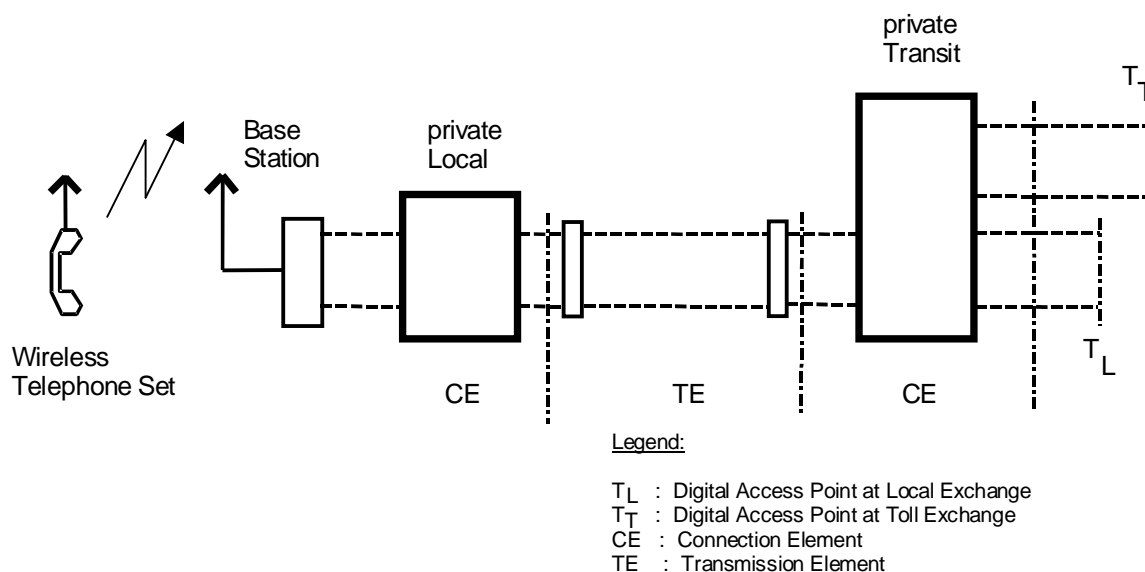 private
Transit
T_T
Base
Station
private
Local
Wireless
Telephone Set
CE
TE
CE
T_L
Legend:
T_L : Digital Access Point at Local Exchange
T_T : Digital Access Point at Toll Exchange
CE : Connection Element
TE : Transmission Element